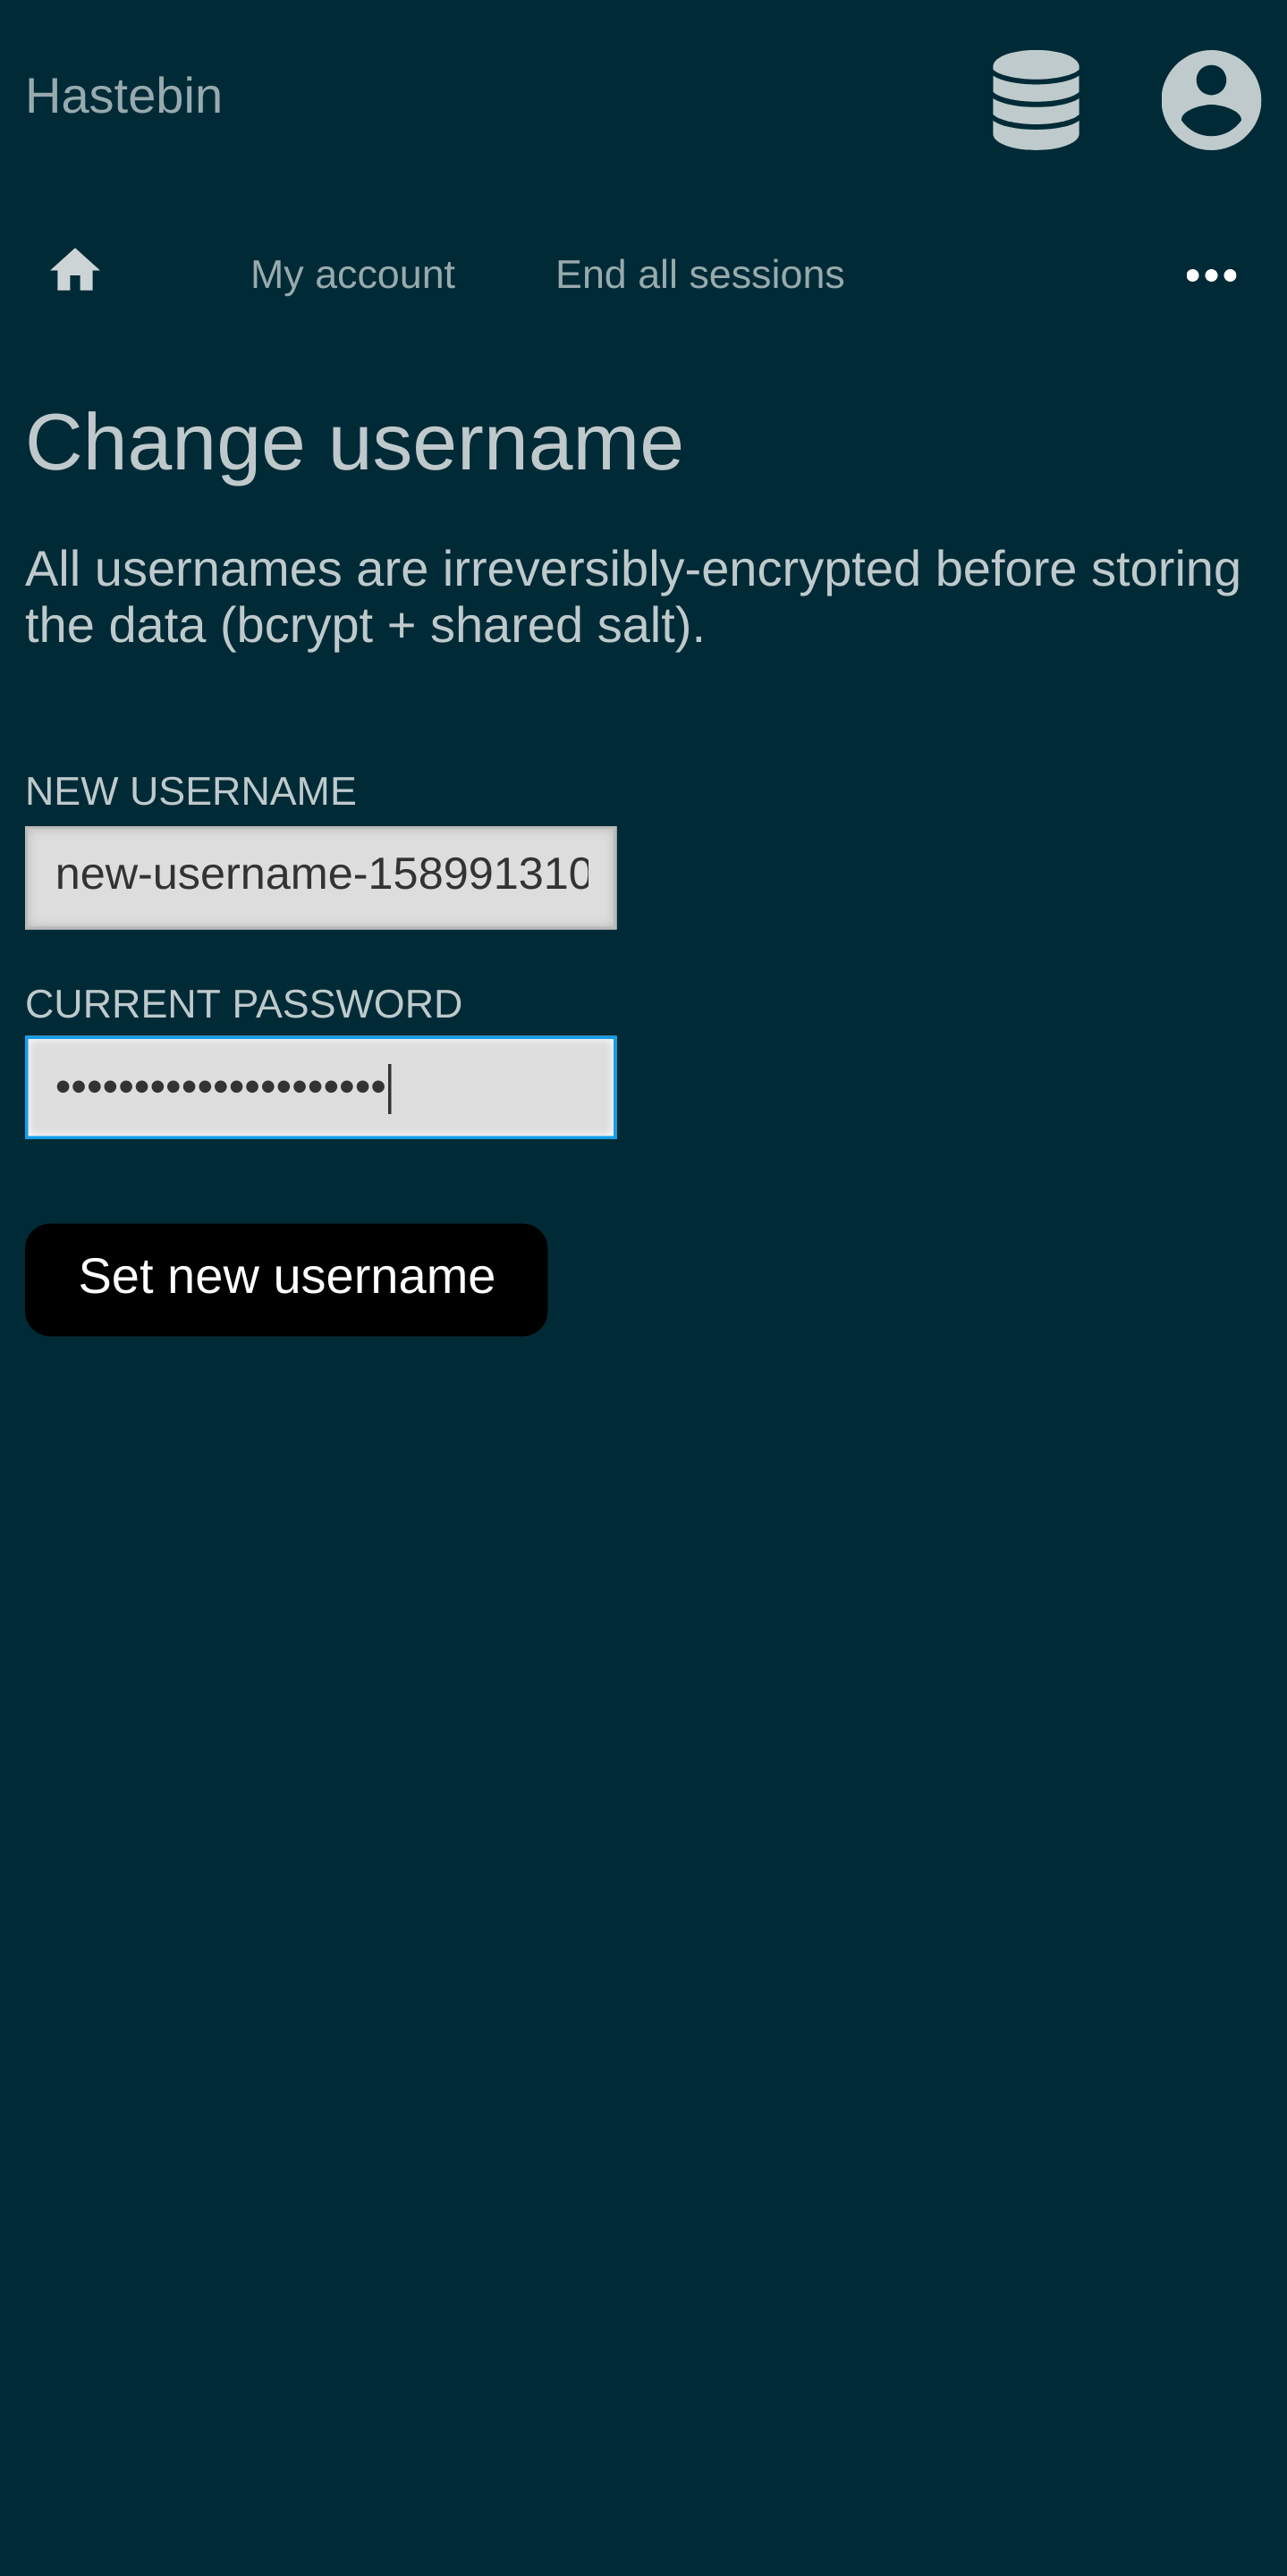 Hastebin
My account
End all sessions
Change username
All usernames are irreversibly-encrypted before storing
the data (bcrypt + shared salt).
NEW USERNAME
new-username-158991310
CURRENT PASSWORD
•••••••••••••••••••••
Set new username